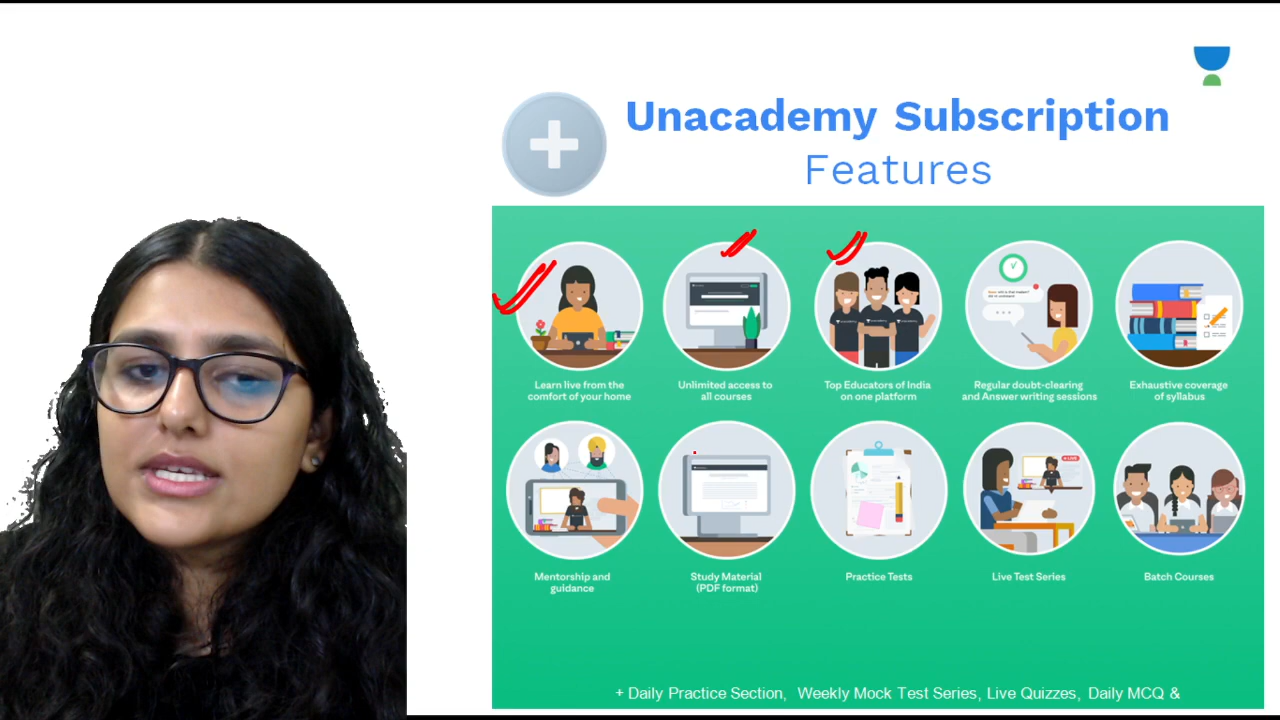 Unacademy Subscription
Features
Learn live from the
comfort of your home
Unlimited access to
all courses
Top Educators of India
on one platform
Regular doubt-clearing
and Answer writing sessions
Exhaustive coverage
of syllabus
Mentorship and
guidance
Study Material
(PDF format)
Practice Tests
Live Test Series
Batch Courses
+ Daily Practice Section, Weekly Mock Test Series, Live Quizzes, Daily MCQ &